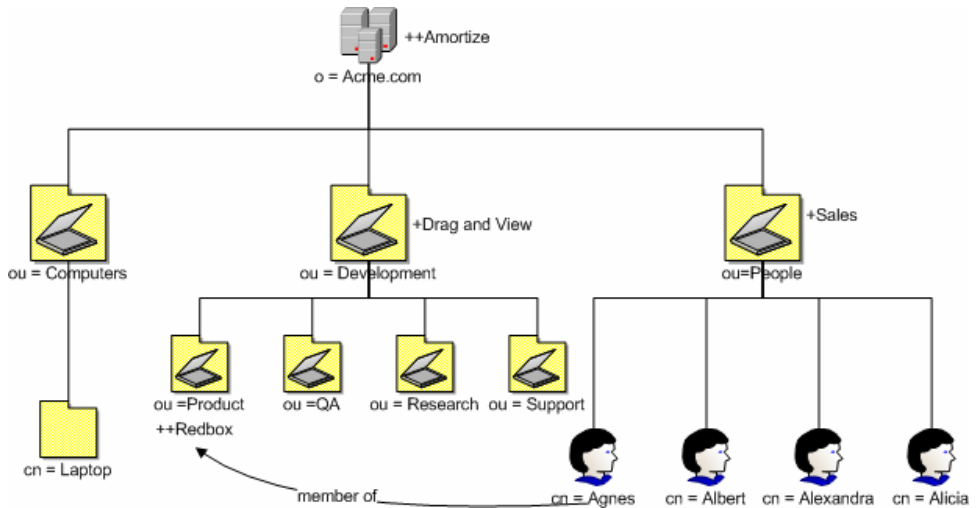 ++Amortize
o = Acme.com
+Drag and View
+Sales
ou = Computers
ou = Development
ou=People
ou =Product
ou =QA
ou = Research
ou = Support
++Redbox
cn = Laptop
member of
cn = Agnes
cn = Albert
cn = Alexandra
cn = Alicia